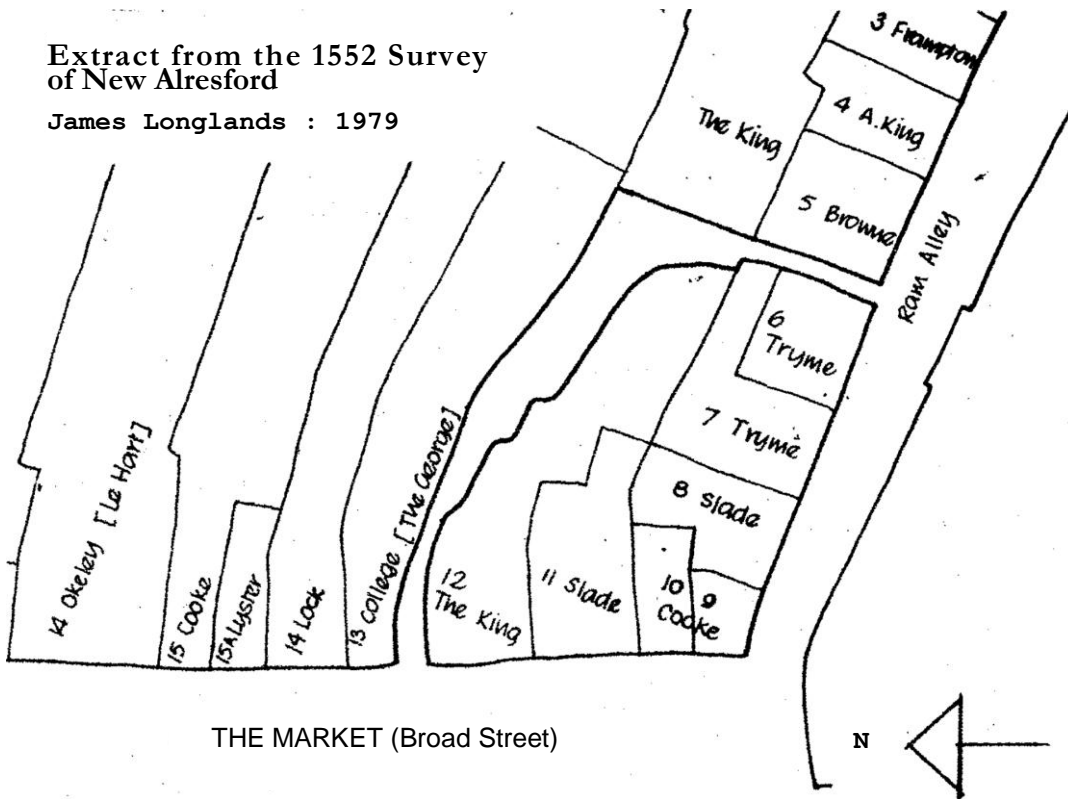 Extract from the 1552 Survey
of New Alresford
James Longlands : 1979
3 Frampton
4 A.King
The King
5 Browne
Ram Alley
6
Tryme
7 Tryme
8 Slade
10 9
Cooke
11 Slade
12
The King
13 College [The George]
14 Lock
15A Lyster
15 Cooke
14 Okeley [Le Hart]
THE MARKET (Broad Street)
N